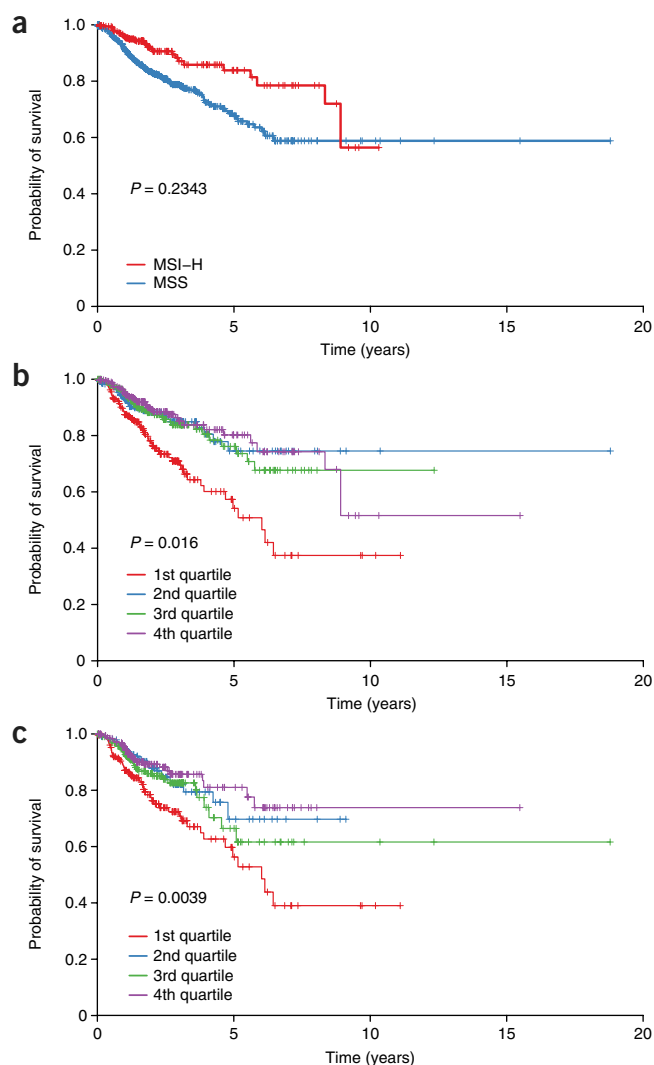 a
1.0
0.8
0.6
0.4
0.2
0
Probability of survival
P = 0.2343
MSI–H
MSS
0 5 10 15 20
Time (years)
b
1.0
0.8
0.6
0.4
0.2
0
Probability of survival
P = 0.016
1st quartile
2nd quartile
3rd quartile
4th quartile
0 5 10 15 20
Time (years)
c
1.0
0.8
0.6
0.4
0.2
0
Probability of survival
P = 0.0039
1st quartile
2nd quartile
3rd quartile
4th quartile
0 5 10 15 20
Time (years)